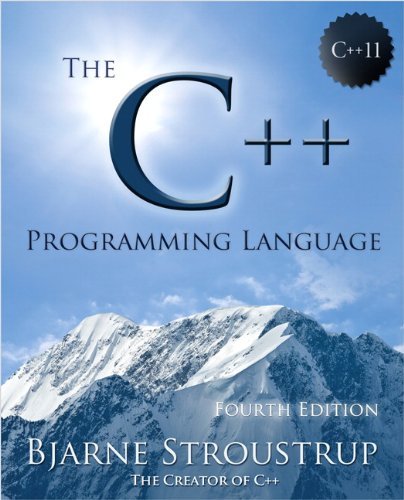 C++11
The
C++
Programming Language
Fourth Edition
Bjarne Stroustrup
The Creator of C++